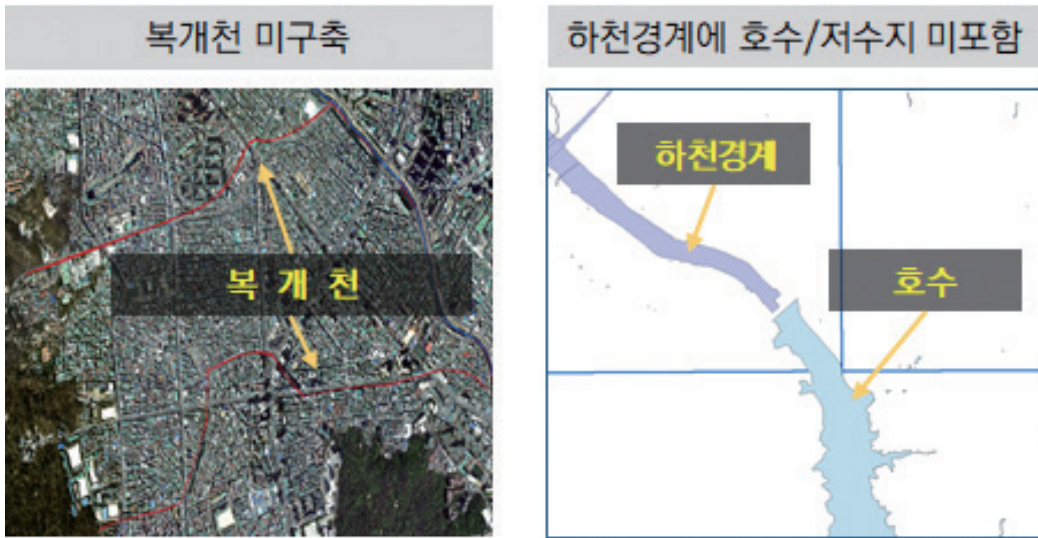 복개천 미구축
하천경계에 호수/저수지 미포함
복 개 천
하천경계
호수